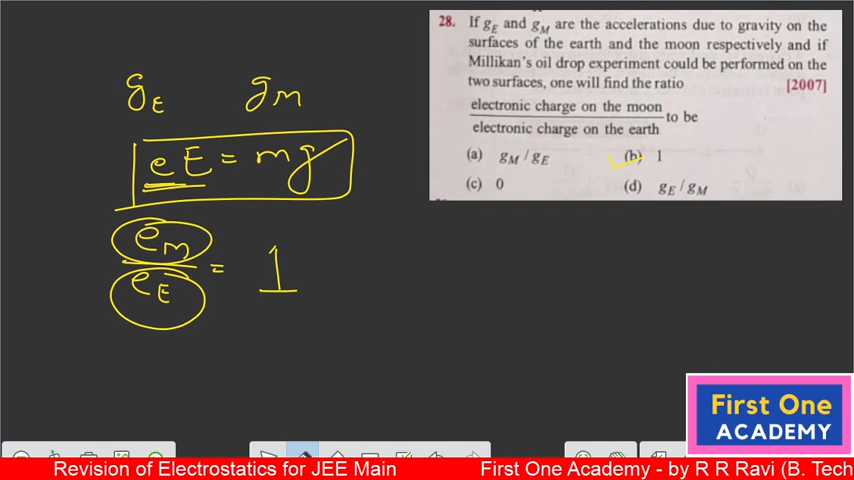 g_E g_M
eE = mg
e_M
e_E
= 1
28. If g_E and g_M are the accelerations due to gravity on the
surfaces of the earth and the moon respectively and if
Millikan's oil drop experiment could be performed on the
two surfaces, one will find the ratio [2007]
electronic charge on the moon
electronic charge on the earth
to be
(a) g_M / g_E (b) 1
(c) 0 (d) g_E / g_M
First One
ACADEMY
Revision of Electrostatics for JEE Main First One Academy - by R R Ravi (B. Tech